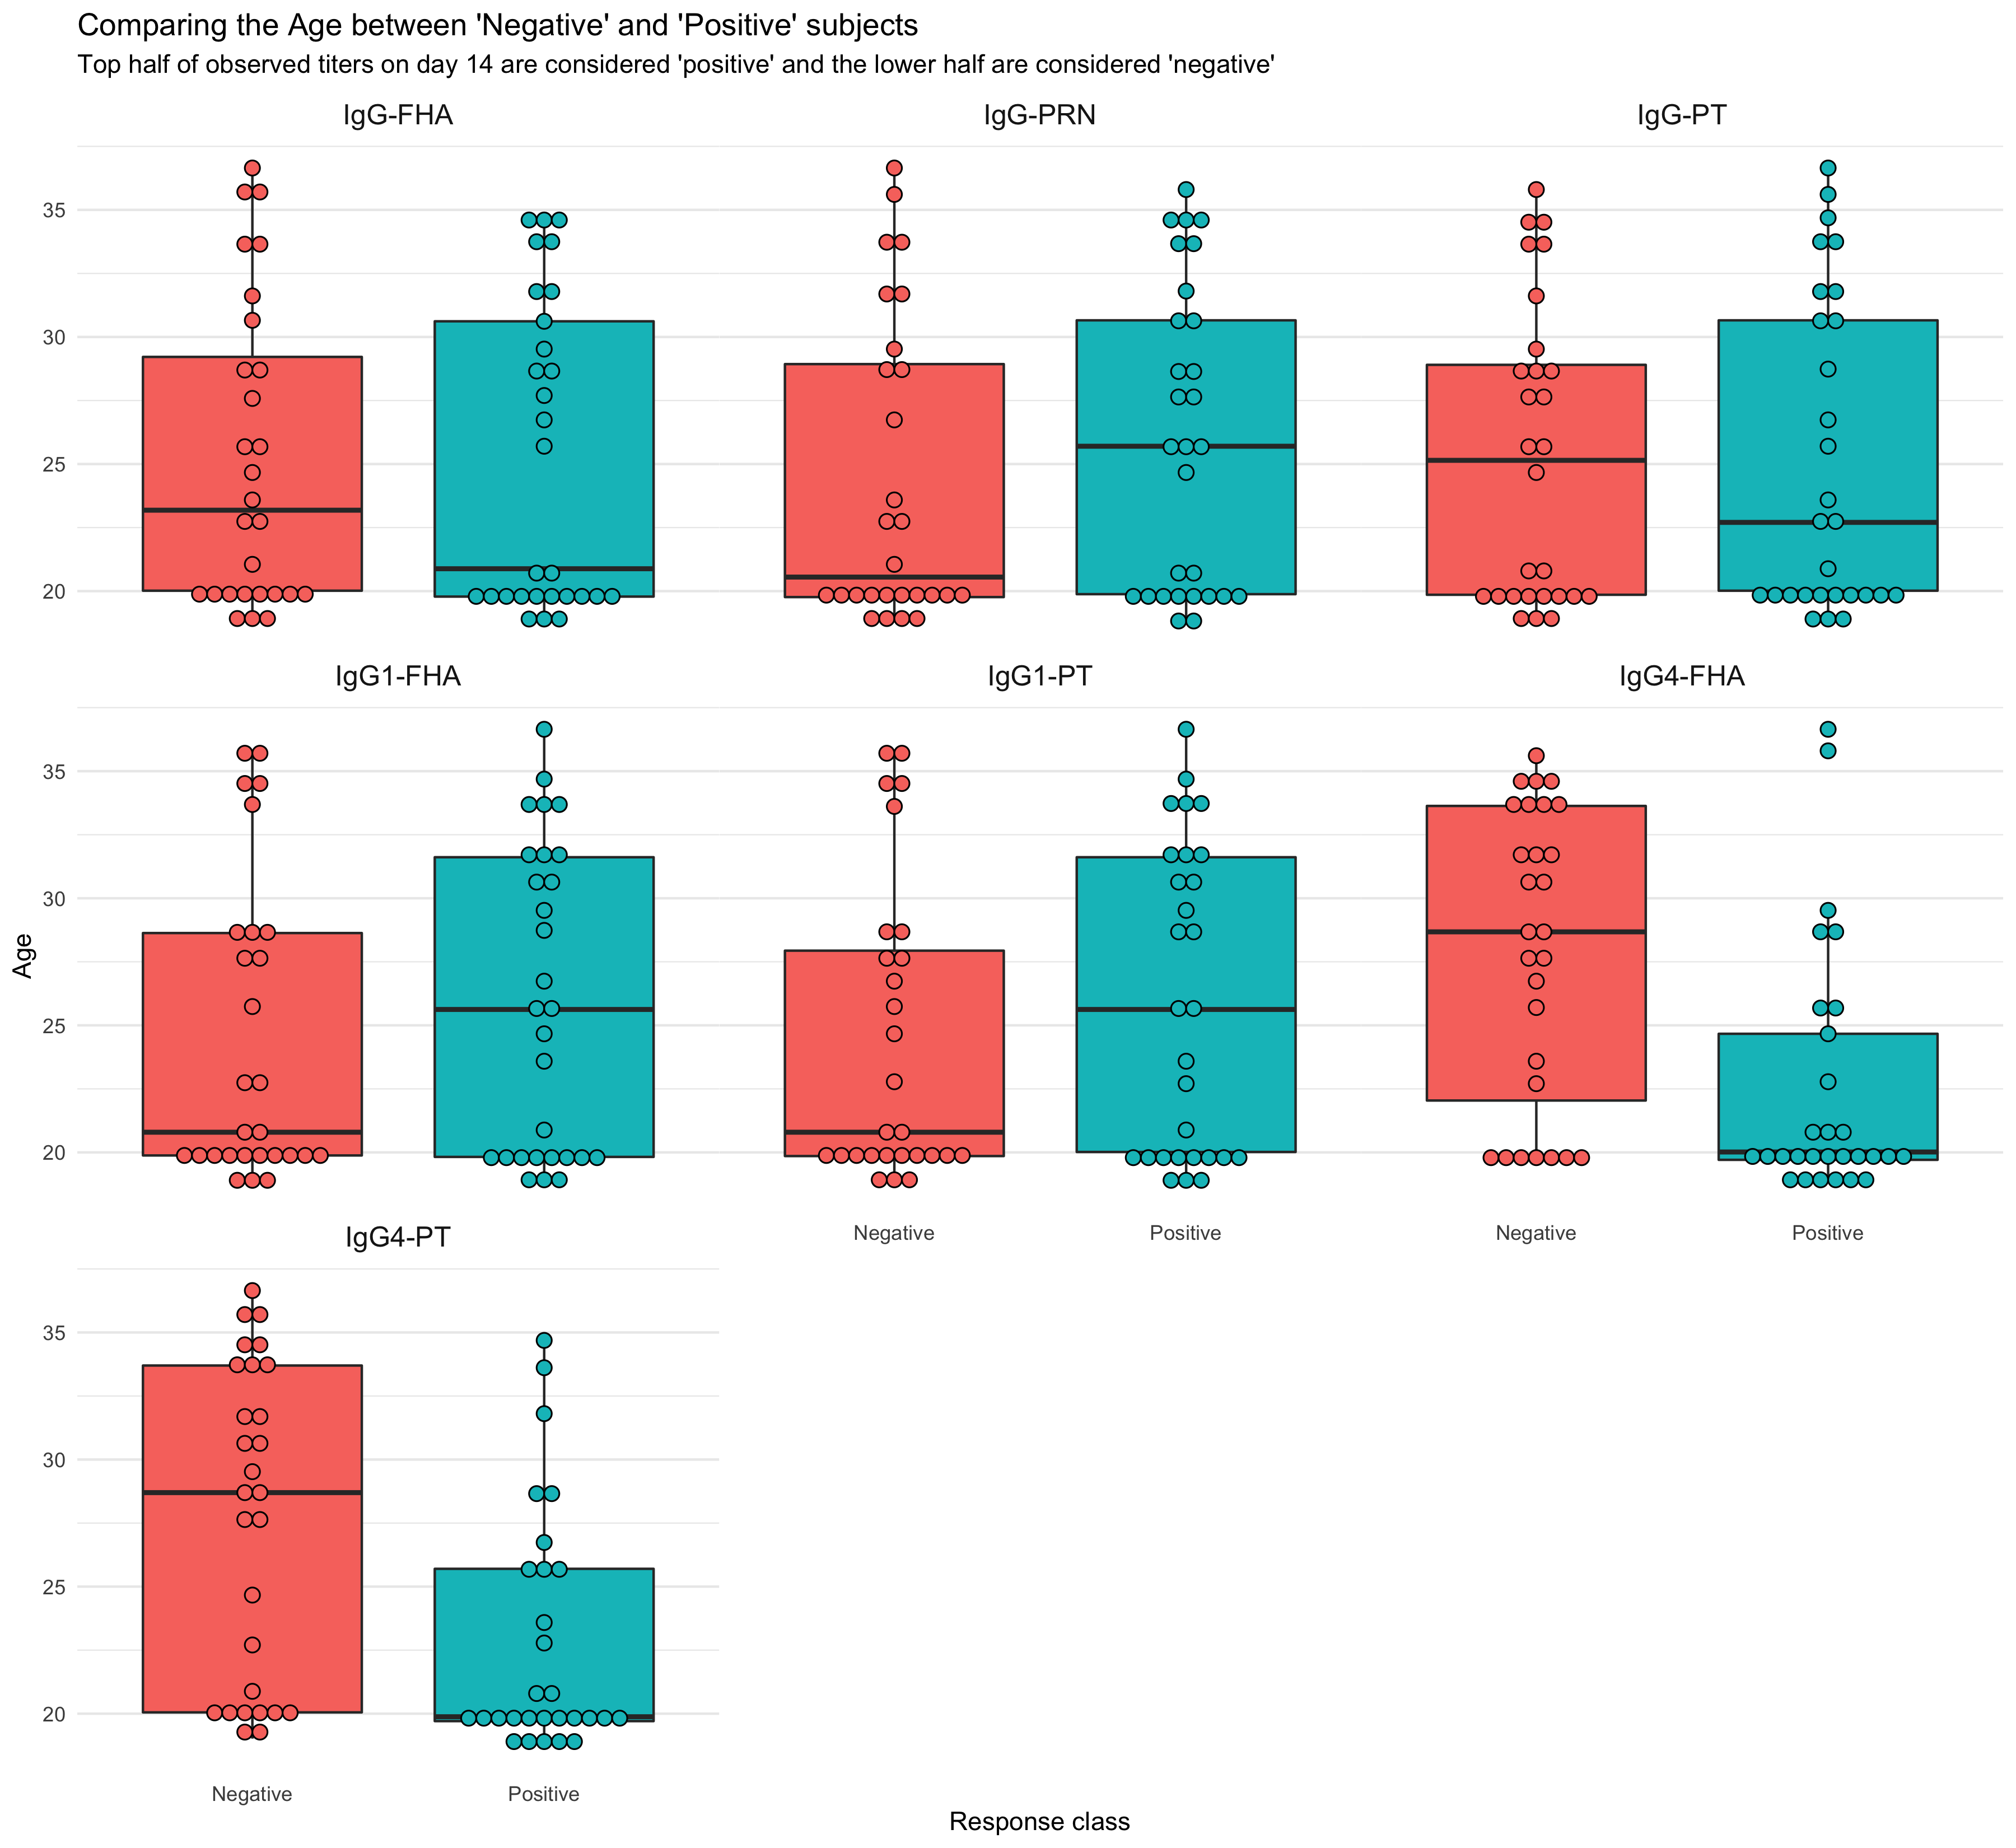 Comparing the Age between 'Negative' and 'Positive' subjects
Top half of observed titers on day 14 are considered 'positive' and the lower half are considered 'negative'
IgG-FHA
IgG-PRN
IgG-PT
35
30
25
20
IgG1-FHA
IgG1-PT
IgG4-FHA
35
30
25
20
Age
Negative
Positive
Negative
Positive
IgG4-PT
35
30
25
20
Negative
Positive
Response class